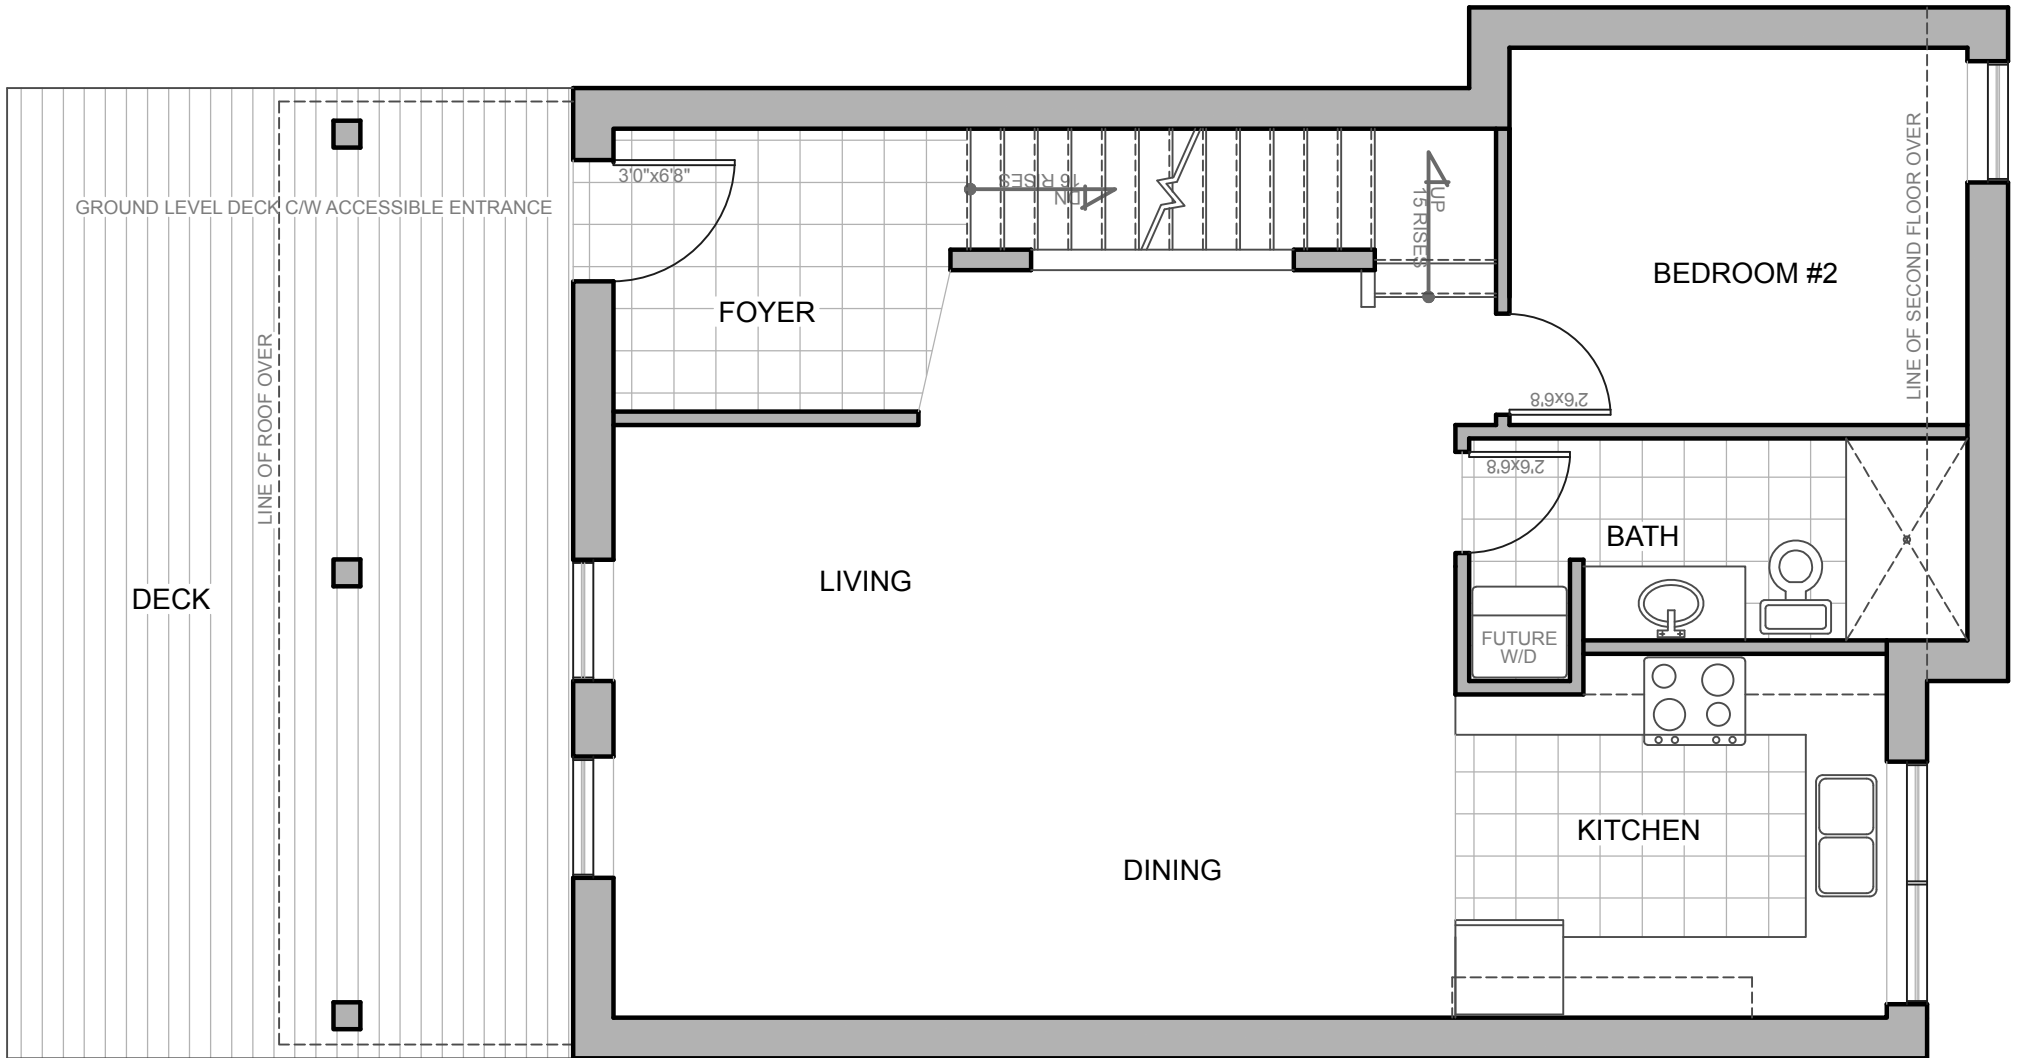 3'0"x6'8"
16 RISES
DN
UP
15 RISES
GROUND LEVEL DECK C/W ACCESSIBLE ENTRANCE
FOYER
BEDROOM #2
LINE OF SECOND FLOOR OVER
LINE OF ROOF OVER
2'6x6'8
2'6x6'8
BATH
LIVING
DECK
FUTURE
W/D
KITCHEN
DINING